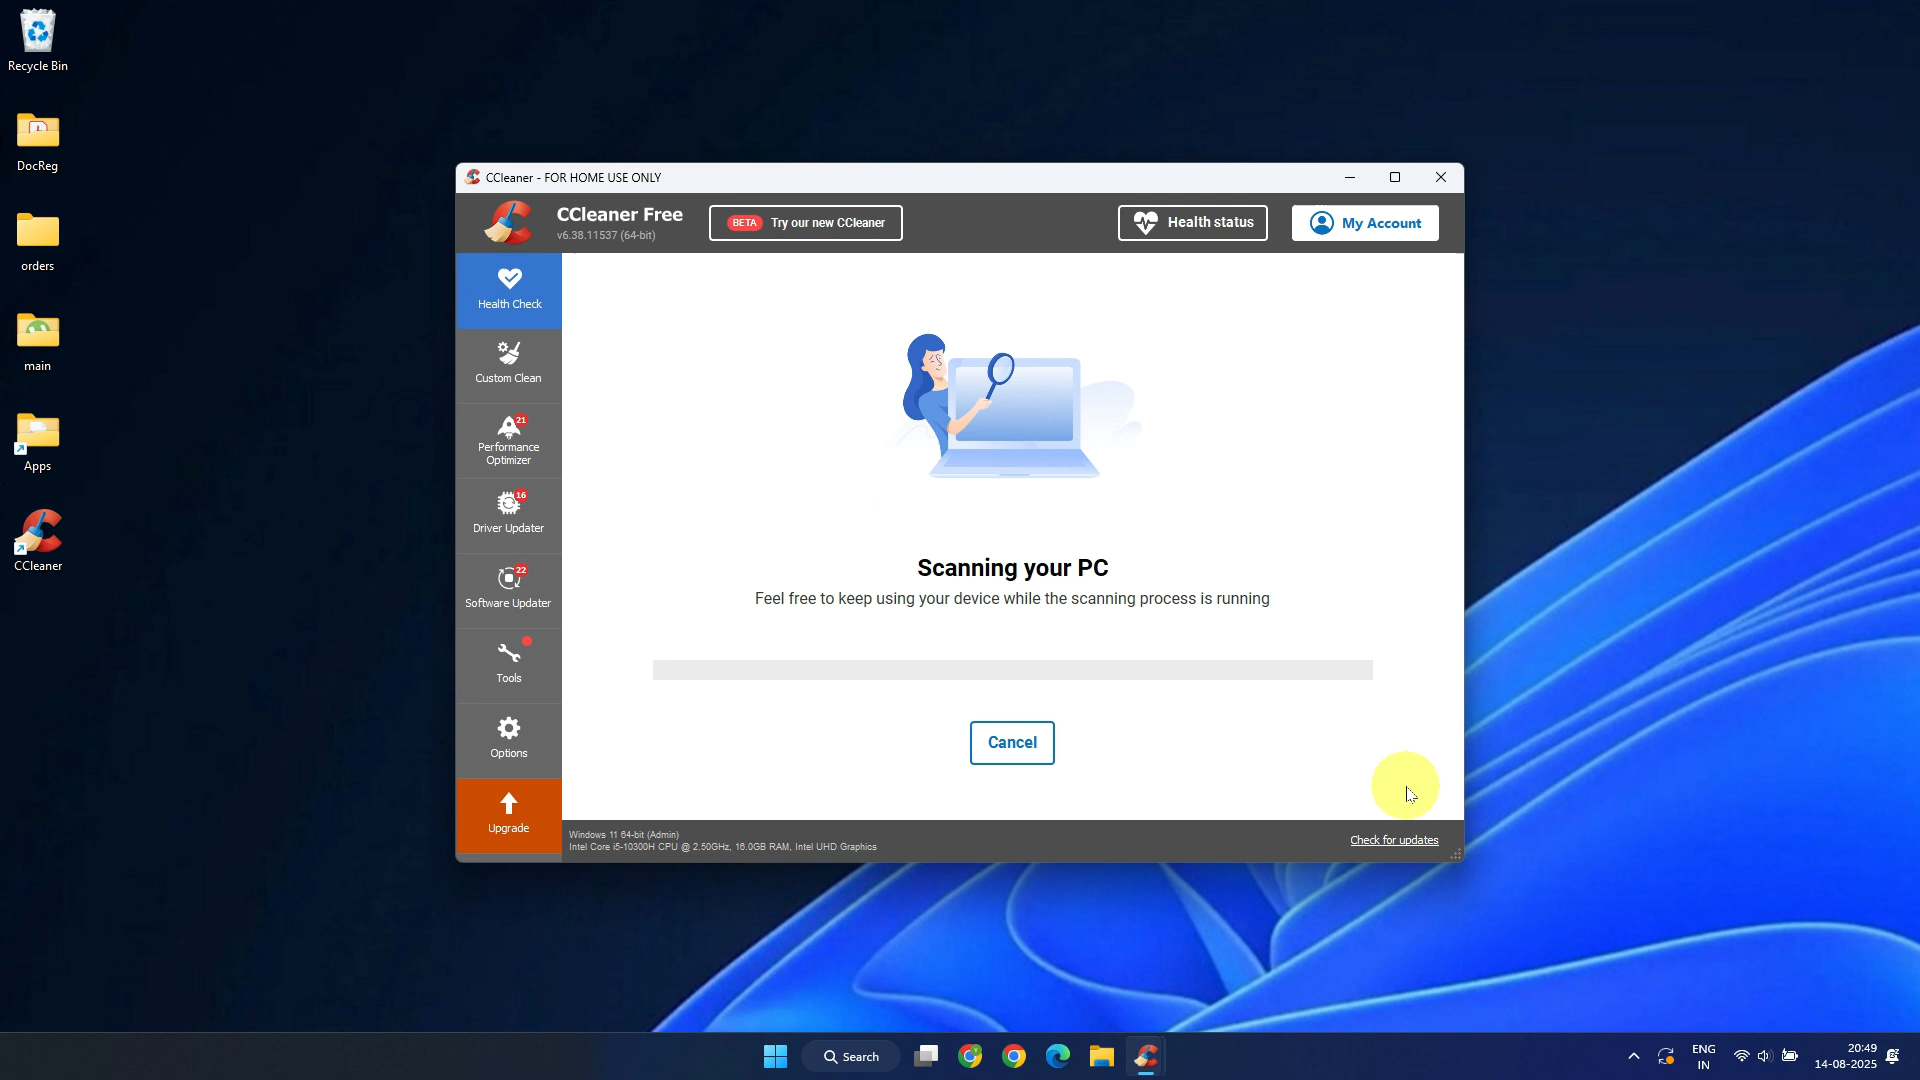 Recycle Bin
DocReg
orders
main
Apps
CCleaner
CCleaner - FOR HOME USE ONLY
CCleaner Free
v6.38.11537 (64-bit)
BETA Try our new CCleaner
Health status
My Account
Health Check
Custom Clean
21
Performance
Optimizer
16
Driver Updater
22
Software Updater
Tools
Options
Upgrade
Scanning your PC
Feel free to keep using your device while the scanning process is running
Cancel
Windows 11 64-bit (Admin)
Intel Core i5-10300H CPU @ 2.50GHz, 16.0GB RAM, Intel UHD Graphics
Check for updates
Search
ENG
IN
20:49
14-08-2025